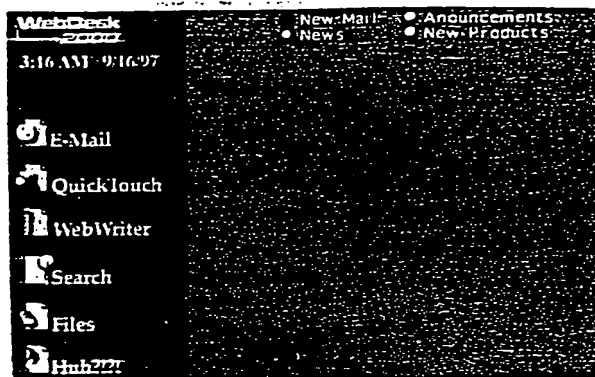 WebDesk
2000
New Mail
Anouncements
News
New Products
3:16 AM 9/16/97
E-Mail
QuickTouch
WebWriter
Search
Files
Hub???